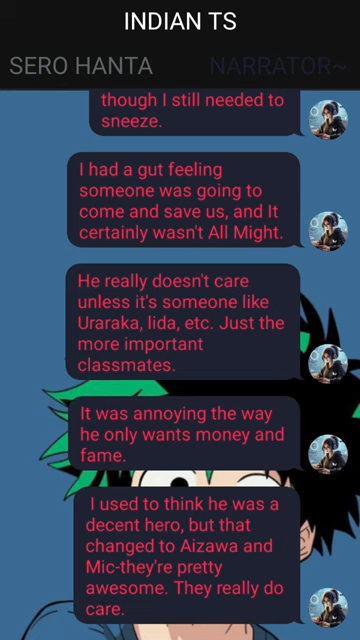 INDIAN TS
SERO HANTA
NARRATOR~
though I still needed to
sneeze.
I had a gut feeling
someone was going to
come and save us, and It
certainly wasn't All Might.
He really doesn't care
unless it's someone like
Uraraka, Iida, etc. Just the
more important
classmates.
It was annoying the way
he only wants money and
fame.
I used to think he was a
decent hero, but that
changed to Aizawa and
Mic-they're pretty
awesome. They really do
care.